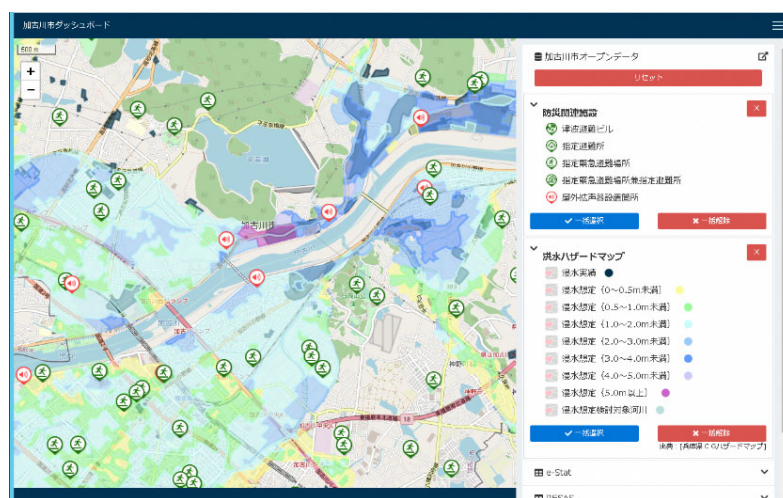 加古川市ダッシュボード
500 m
+
−
加古川市
加古川市オープンデータ
リセット
防災関連施設
津波避難ビル
指定避難所
指定緊急避難場所
指定緊急避難場所兼指定避難所
屋外拡声器設置箇所
一括選択
一括解除
洪水ハザードマップ
浸水実績
浸水想定（0～0.5m未満）
浸水想定（0.5～1.0m未満）
浸水想定（1.0～2.0m未満）
浸水想定（2.0～3.0m未満）
浸水想定（3.0～4.0m未満）
浸水想定（4.0～5.0m未満）
浸水想定（5.0m以上）
浸水想定検討対象河川
一括選択
一括解除
出典：[兵庫県ＣＧハザードマップ]
e-Stat